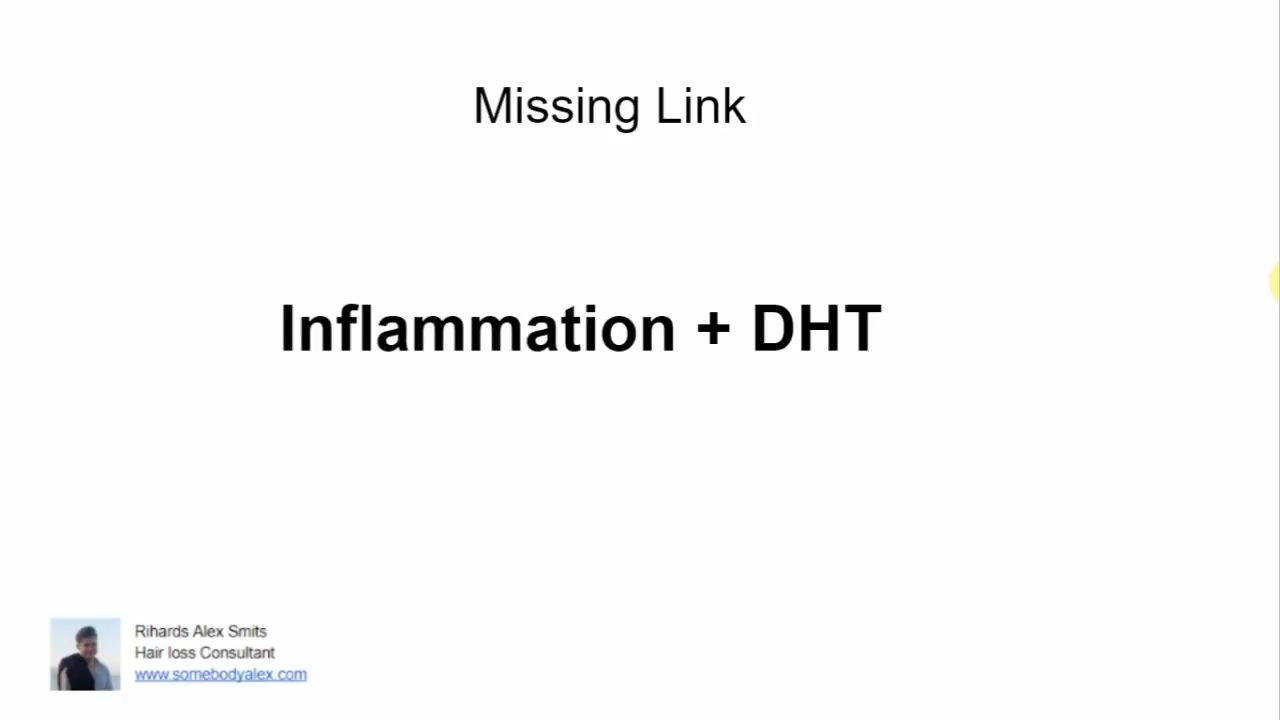 Missing Link
Inflammation + DHT
Rihards Alex Smits
Hair loss Consultant
www.somebodyalex.com